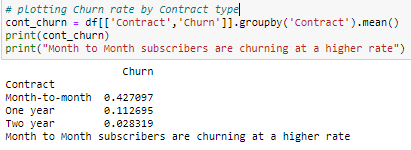 # plotting Churn rate by Contract type
cont_churn = df[['Contract','Churn']].groupby('Contract').mean()
print(cont_churn)
print("Month to Month subscribers are churning at a higher rate")
Churn
Contract
Month-to-month 0.427097
One year 0.112695
Two year 0.028319
Month to Month subscribers are churning at a higher rate